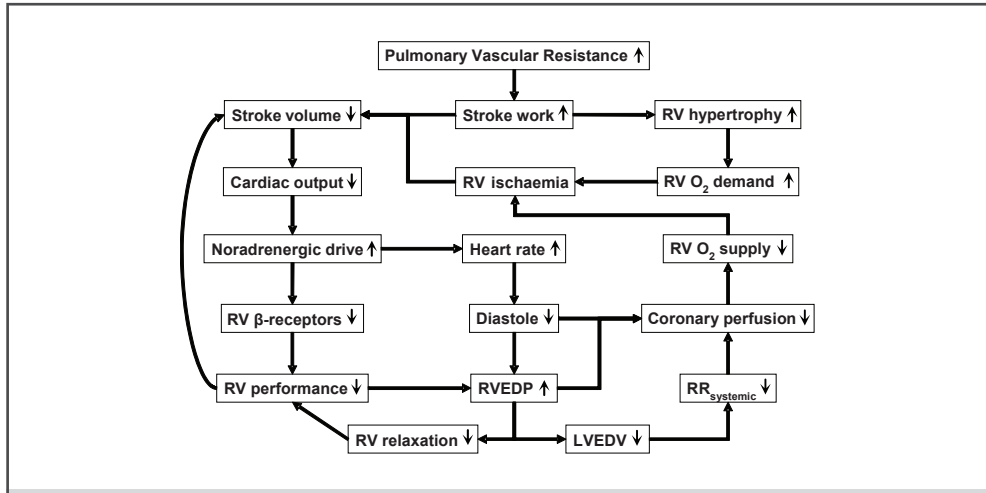 Pulmonary Vascular Resistance ↑
Stroke volume ↓
Stroke work ↑
RV hypertrophy ↑
Cardiac output ↓
RV ischaemia
RV O₂ demand ↑
Noradrenergic drive ↑
Heart rate ↑
RV O₂ supply ↓
RV β-receptors ↓
Diastole ↓
Coronary perfusion ↓
RV performance ↓
RVEDP ↑
RRsystemic ↓
RV relaxation ↓
LVEDV ↓